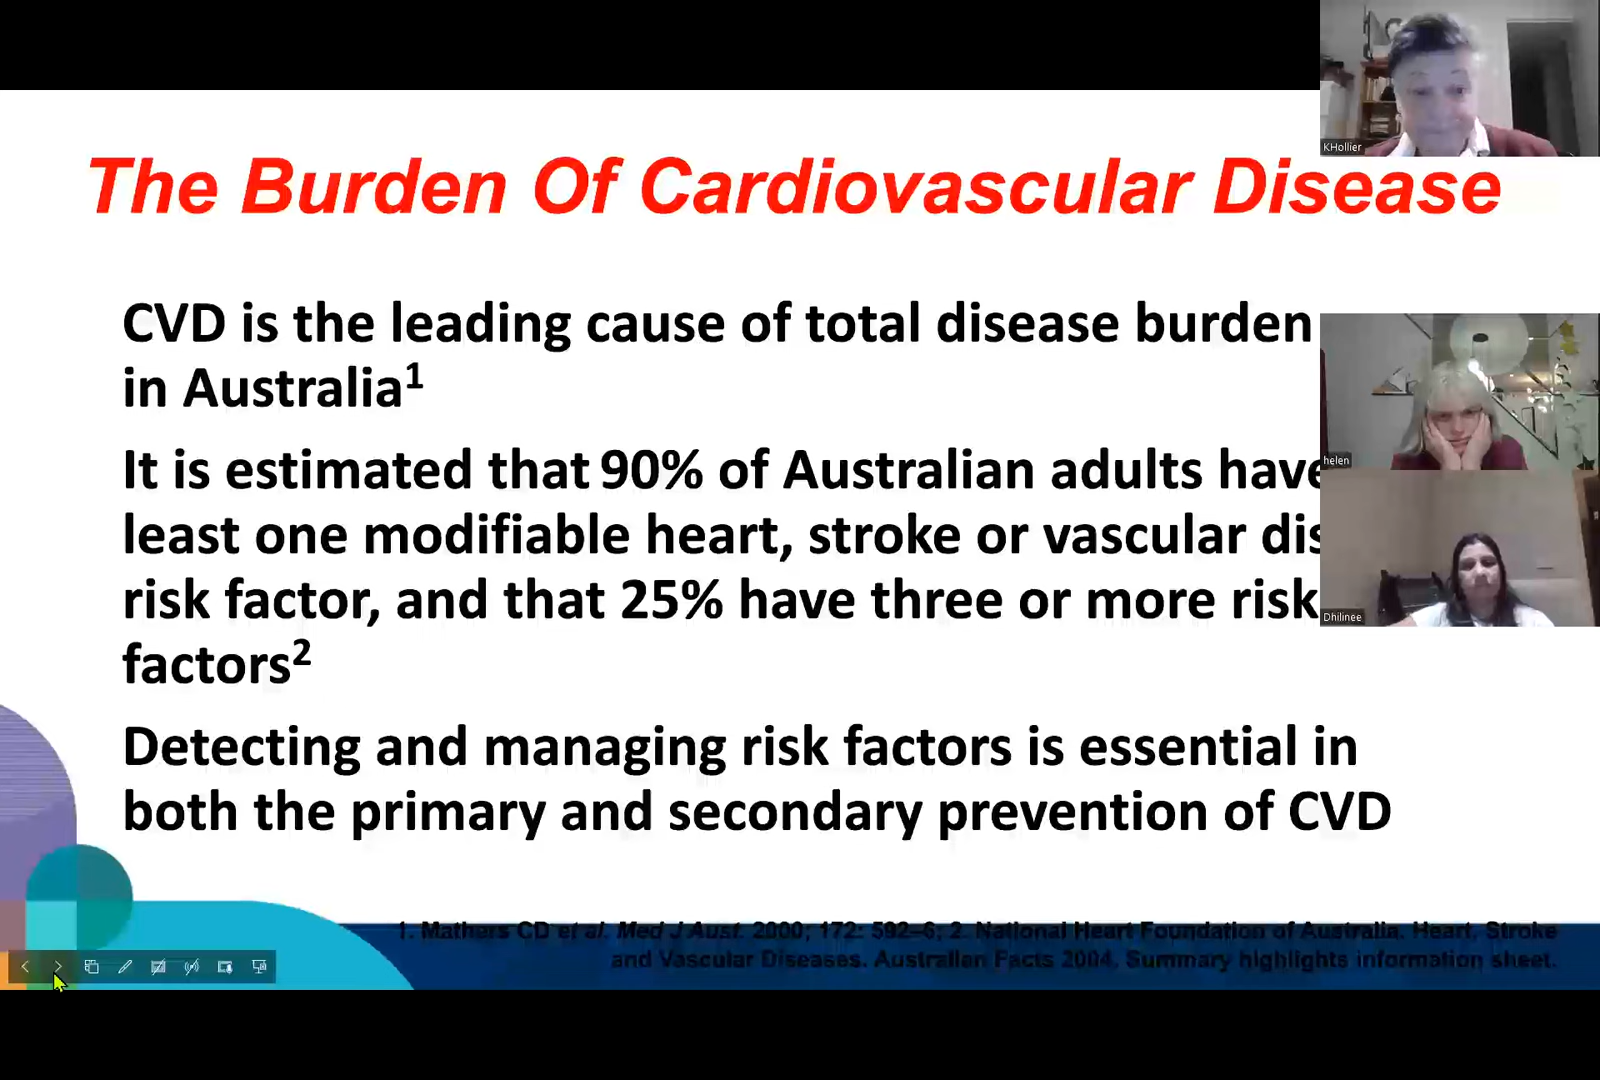 The Burden Of Cardiovascular Disease
KHollier
CVD is the leading cause of total disease burden
in Australia1
It is estimated that 90% of Australian adults have
least one modifiable heart, stroke or vascular dis
risk factor, and that 25% have three or more risk
factors2
helen
Dhilinee
Detecting and managing risk factors is essential in
both the primary and secondary prevention of CVD
1. Mathers CD et al. Med J Aust. 2000; 172: 592–6; 2. National Heart Foundation of Australia. Heart, Stroke
and Vascular Diseases. Australian Facts 2004. Summary highlights information sheet.